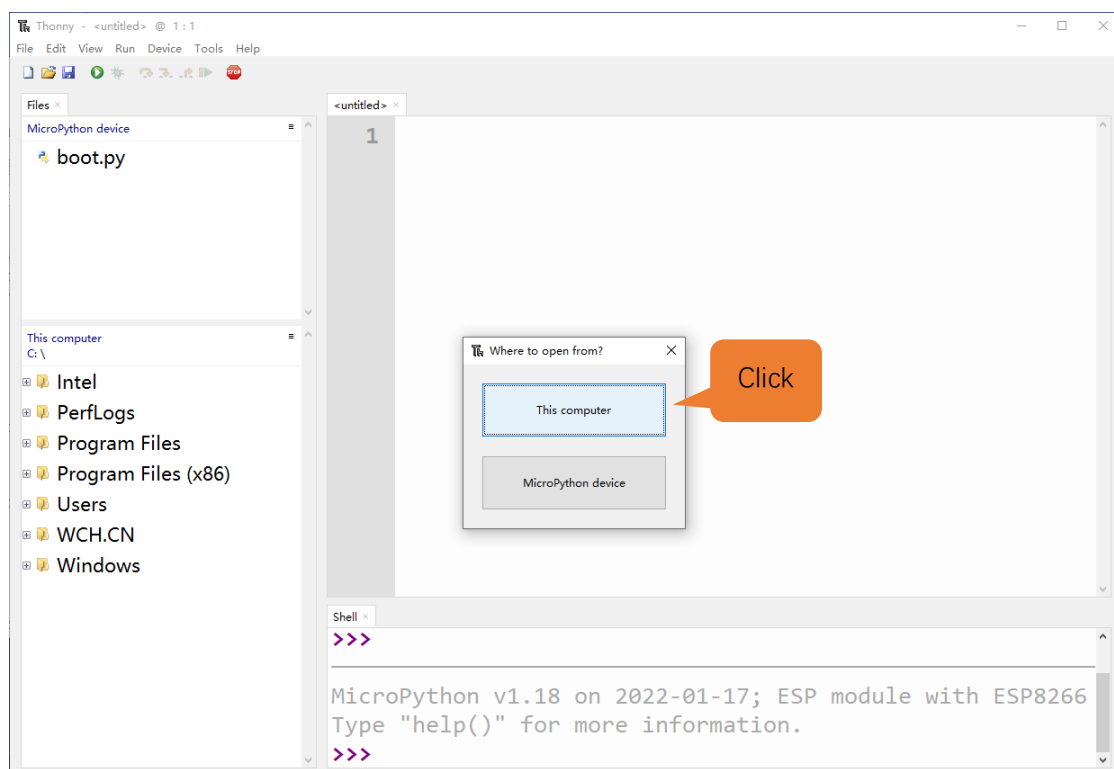 Thonny - <untitled> @ 1 : 1
File Edit View Run Device Tools Help
STOP
Files
<untitled>
MicroPython device
1
boot.py
This computer
C: \
Intel
PerfLogs
Program Files
Program Files (x86)
Users
WCH.CN
Windows
Where to open from?
This computer
MicroPython device
Click
Shell
>>>
MicroPython v1.18 on 2022-01-17; ESP module with ESP8266
Type "help()" for more information.
>>>